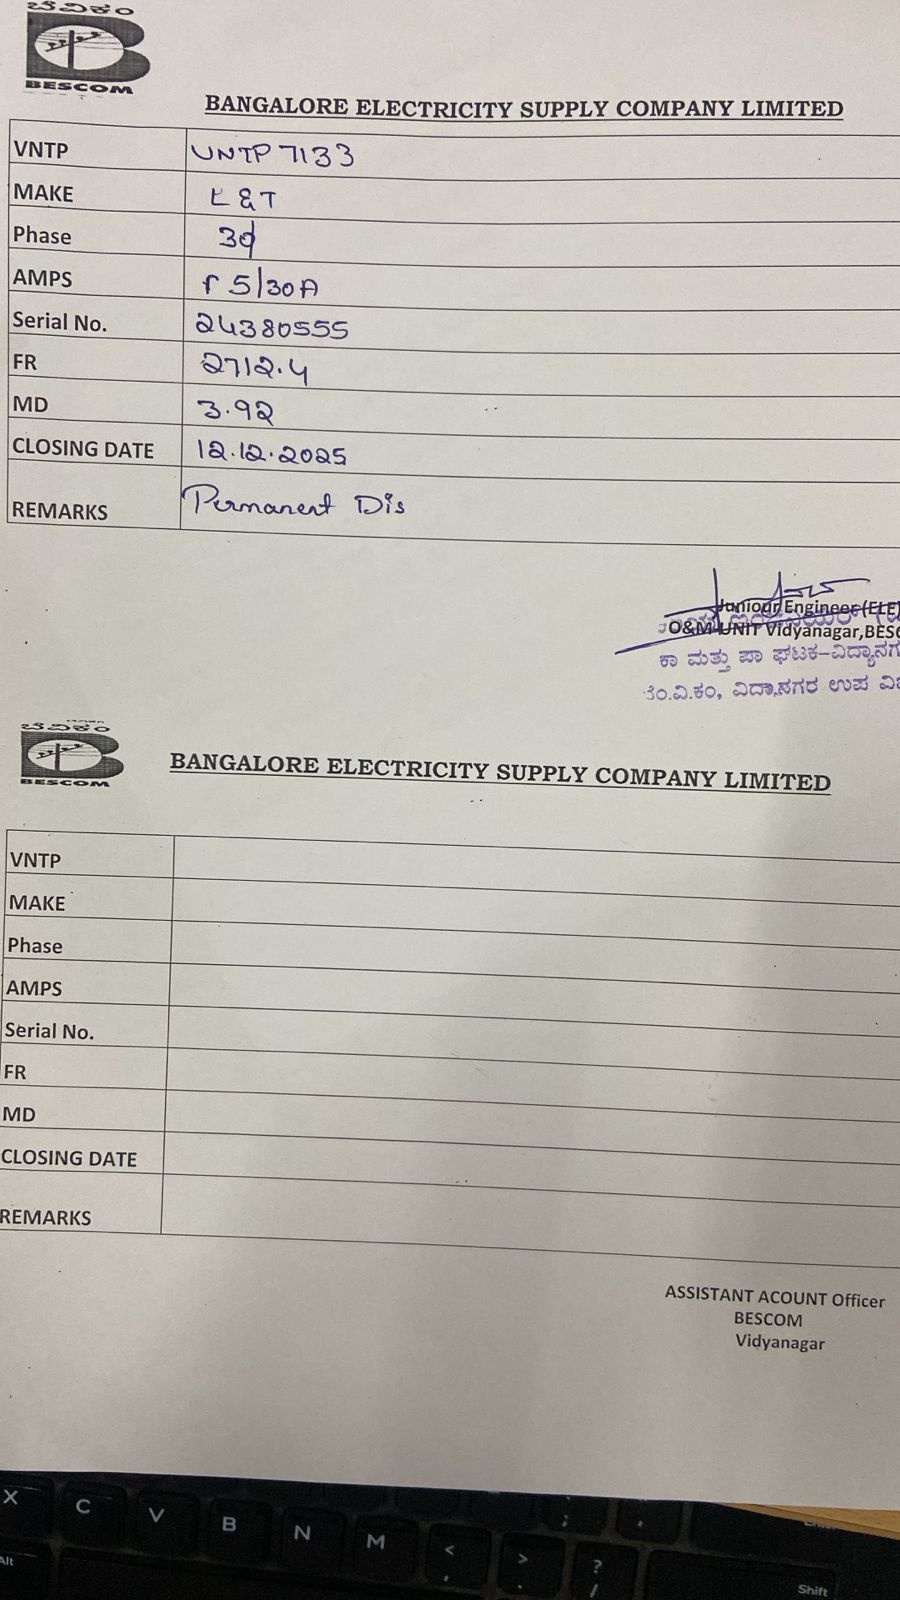 ಬೆವಿಕಂ
BESCOM
BANGALORE ELECTRICITY SUPPLY COMPANY LIMITED
VNTP VNTP 7133
MAKE L&T
Phase 3φ
AMPS 5/30A
Serial No. 24380555
FR 2712.4
MD 3.92
CLOSING DATE 12.12.2025
REMARKS Permanent Dis
Juniour Engineer (ELE)
O&M UNIT Vidyanagar,BESC
ಕಾ ಮತ್ತು ಪಾ ಘಟಕ-ವಿದ್ಯಾನಗ
ಬೆಂ.ವಿ.ಕಂ, ವಿದ್ಯಾನಗರ ಉಪ ವಿ
ಬೆವಿಕಂ
BESCOM
BANGALORE ELECTRICITY SUPPLY COMPANY LIMITED
VNTP
MAKE
Phase
AMPS
Serial No.
FR
MD
CLOSING DATE
REMARKS
ASSISTANT ACOUNT Officer
BESCOM
Vidyanagar
X C V B N M < , > . ? / ; ,
Alt Shift